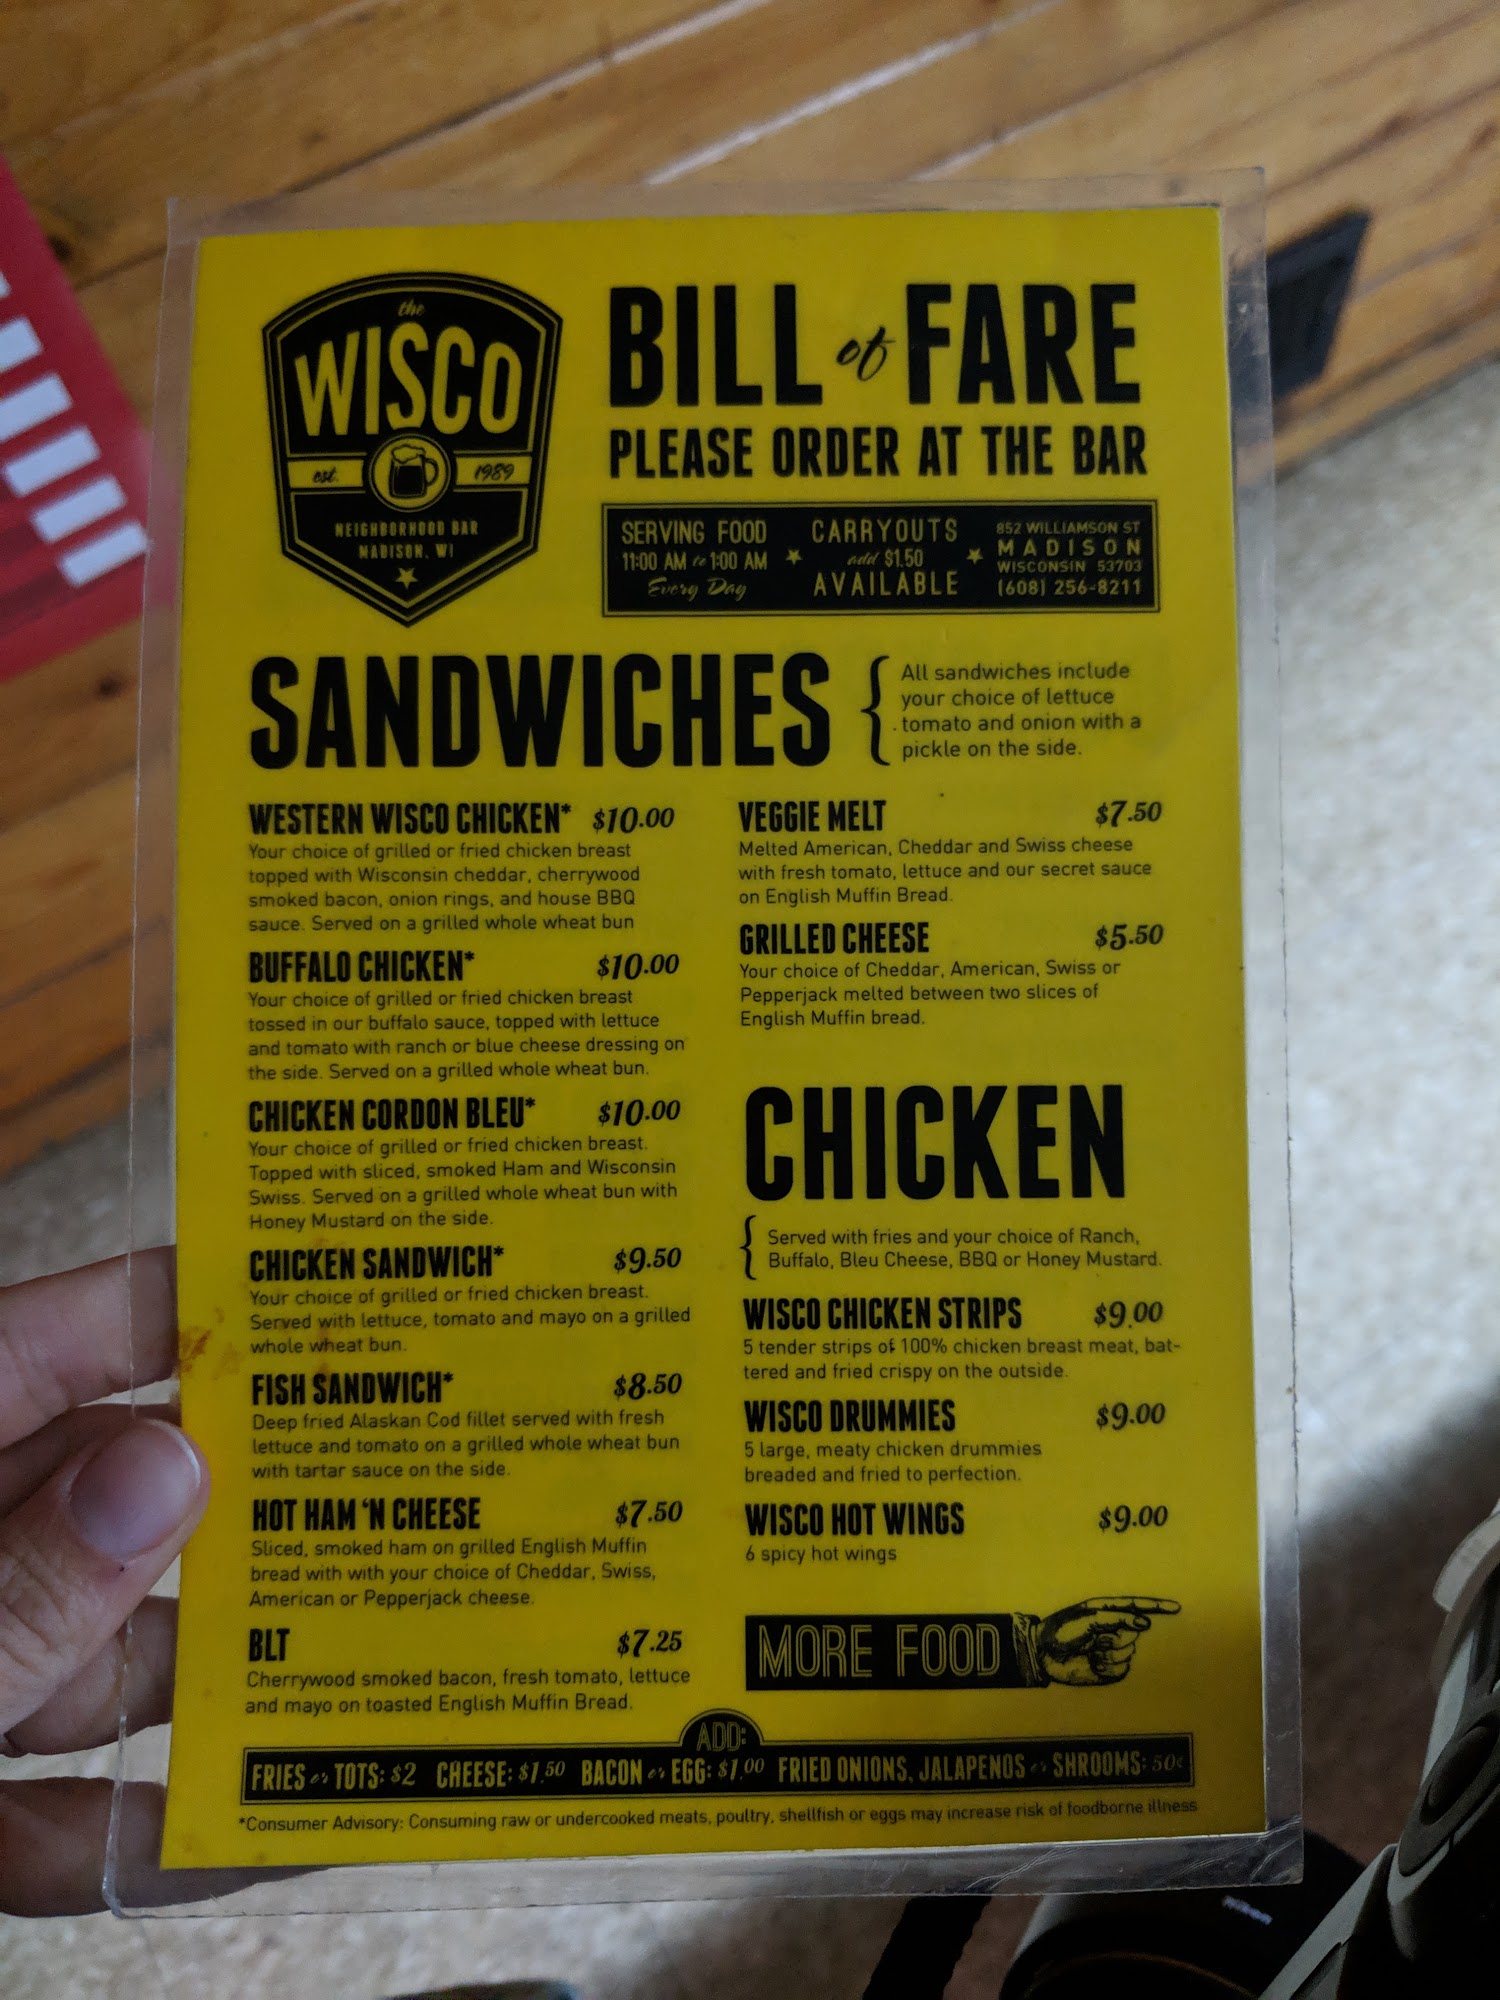 the
WISCO
est. 1989
NEIGHBORHOOD BAR
MADISON, WI
BILL of FARE
PLEASE ORDER AT THE BAR
SERVING FOOD
11:00 AM to 1:00 AM
Every Day
CARRYOUTS
add $1.50
AVAILABLE
852 WILLIAMSON ST
MADISON
WISCONSIN 53703
(608) 256-8211
SANDWICHES
All sandwiches include
your choice of lettuce
tomato and onion with a
pickle on the side.
WESTERN WISCO CHICKEN* $10.00
Your choice of grilled or fried chicken breast
topped with Wisconsin cheddar, cherrywood
smoked bacon, onion rings, and house BBQ
sauce. Served on a grilled whole wheat bun
BUFFALO CHICKEN* $10.00
Your choice of grilled or fried chicken breast
tossed in our buffalo sauce, topped with lettuce
and tomato with ranch or blue cheese dressing on
the side. Served on a grilled whole wheat bun.
CHICKEN CORDON BLEU* $10.00
Your choice of grilled or fried chicken breast.
Topped with sliced, smoked Ham and Wisconsin
Swiss. Served on a grilled whole wheat bun with
Honey Mustard on the side.
CHICKEN SANDWICH* $9.50
Your choice of grilled or fried chicken breast.
Served with lettuce, tomato and mayo on a grilled
whole wheat bun.
FISH SANDWICH* $8.50
Deep fried Alaskan Cod fillet served with fresh
lettuce and tomato on a grilled whole wheat bun
with tartar sauce on the side.
HOT HAM 'N CHEESE $7.50
Sliced, smoked ham on grilled English Muffin
bread with with your choice of Cheddar, Swiss,
American or Pepperjack cheese.
BLT $7.25
Cherrywood smoked bacon, fresh tomato, lettuce
and mayo on toasted English Muffin Bread.
VEGGIE MELT $7.50
Melted American, Cheddar and Swiss cheese
with fresh tomato, lettuce and our secret sauce
on English Muffin Bread.
GRILLED CHEESE $5.50
Your choice of Cheddar, American, Swiss or
Pepperjack melted between two slices of
English Muffin bread.
CHICKEN
Served with fries and your choice of Ranch,
Buffalo, Bleu Cheese, BBQ or Honey Mustard.
WISCO CHICKEN STRIPS $9.00
5 tender strips of 100% chicken breast meat, bat-
tered and fried crispy on the outside.
WISCO DRUMMIES $9.00
5 large, meaty chicken drummies
breaded and fried to perfection.
WISCO HOT WINGS $9.00
6 spicy hot wings
MORE FOOD
ADD:
FRIES or TOTS: $2 CHEESE: $1.50 BACON or EGG: $1.00 FRIED ONIONS, JALAPENOS or SHROOMS: 50¢
*Consumer Advisory: Consuming raw or undercooked meats, poultry, shellfish or eggs may increase risk of foodborne illness
Nikon